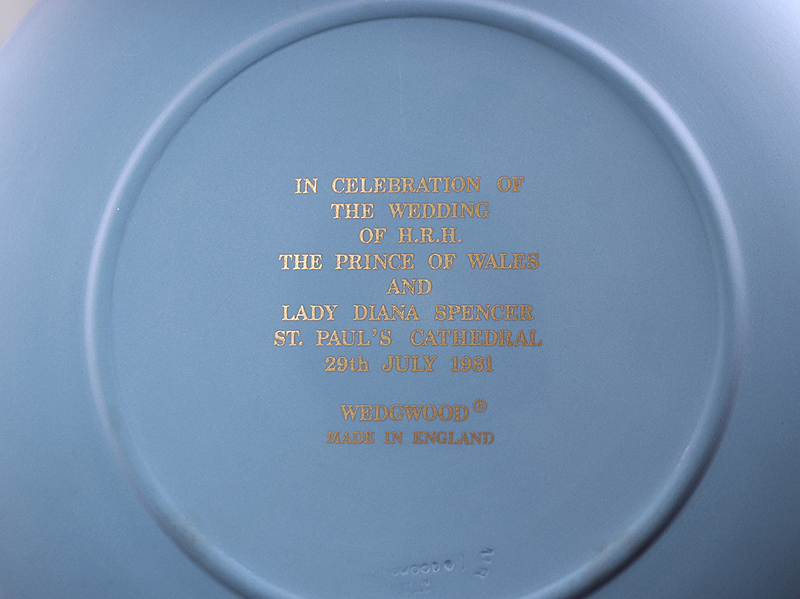 IN CELEBRATION OF
THE WEDDING
OF H.R.H.
THE PRINCE OF WALES
AND
LADY DIANA SPENCER
ST. PAUL'S CATHEDRAL
29th JULY 1981
WEDGWOOD®
MADE IN ENGLAND